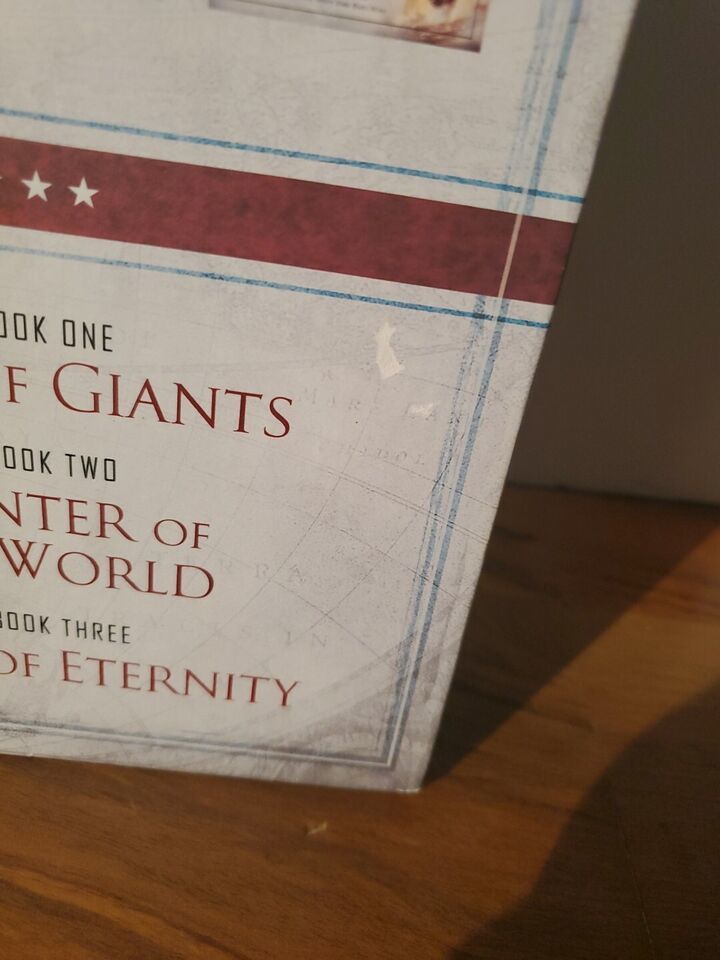 OOK ONE
F GIANTS
OOK TWO
NTER OF
WORLD
BOOK THREE
OF ETERNITY